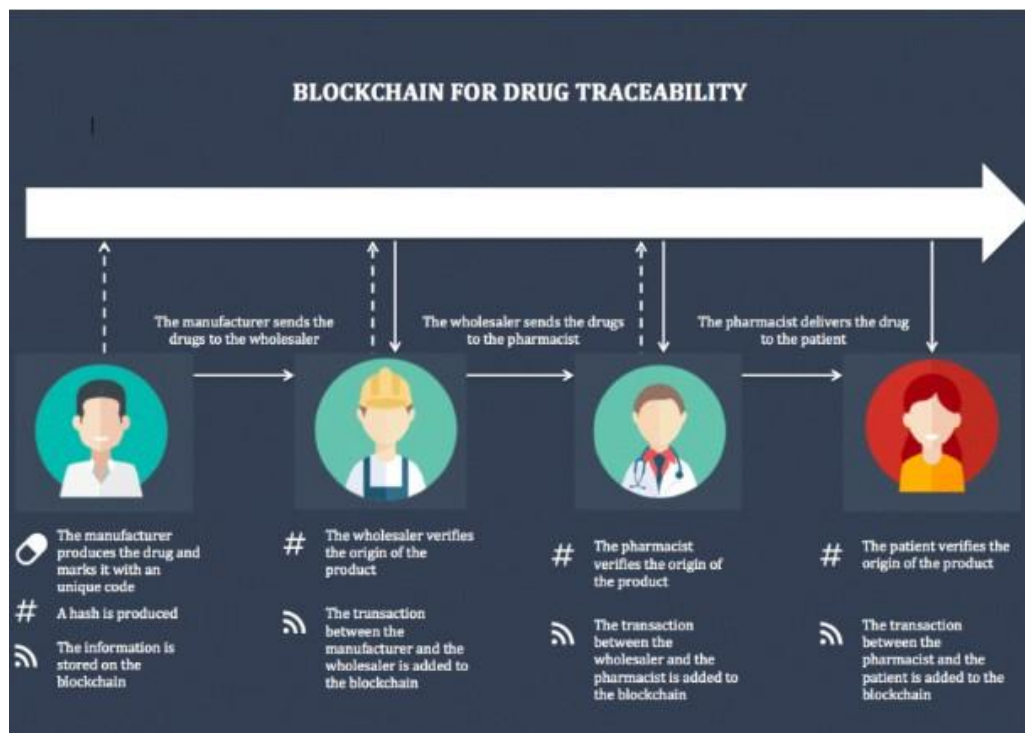 BLOCKCHAIN FOR DRUG TRACEABILITY
The manufacturer sends the
drugs to the wholesaler
The wholesaler sends the drugs
to the pharmacist
The pharmacist delivers the drug
to the patient
The manufacturer
produces the drug and
marks it with an
unique code
# A hash is produced
The information is
stored on the
blockchain
# The wholesaler verifies
the origin of the
product
The transaction
between the
manufacturer and the
wholesaler is added to
the blockchain
# The pharmacist
verifies the origin of
the product
The transaction
between the
wholesaler and the
pharmacist is added to
the blockchain
# The patient verifies the
origin of the product
The transaction
between the
pharmacist and the
patient is added to the
blockchain